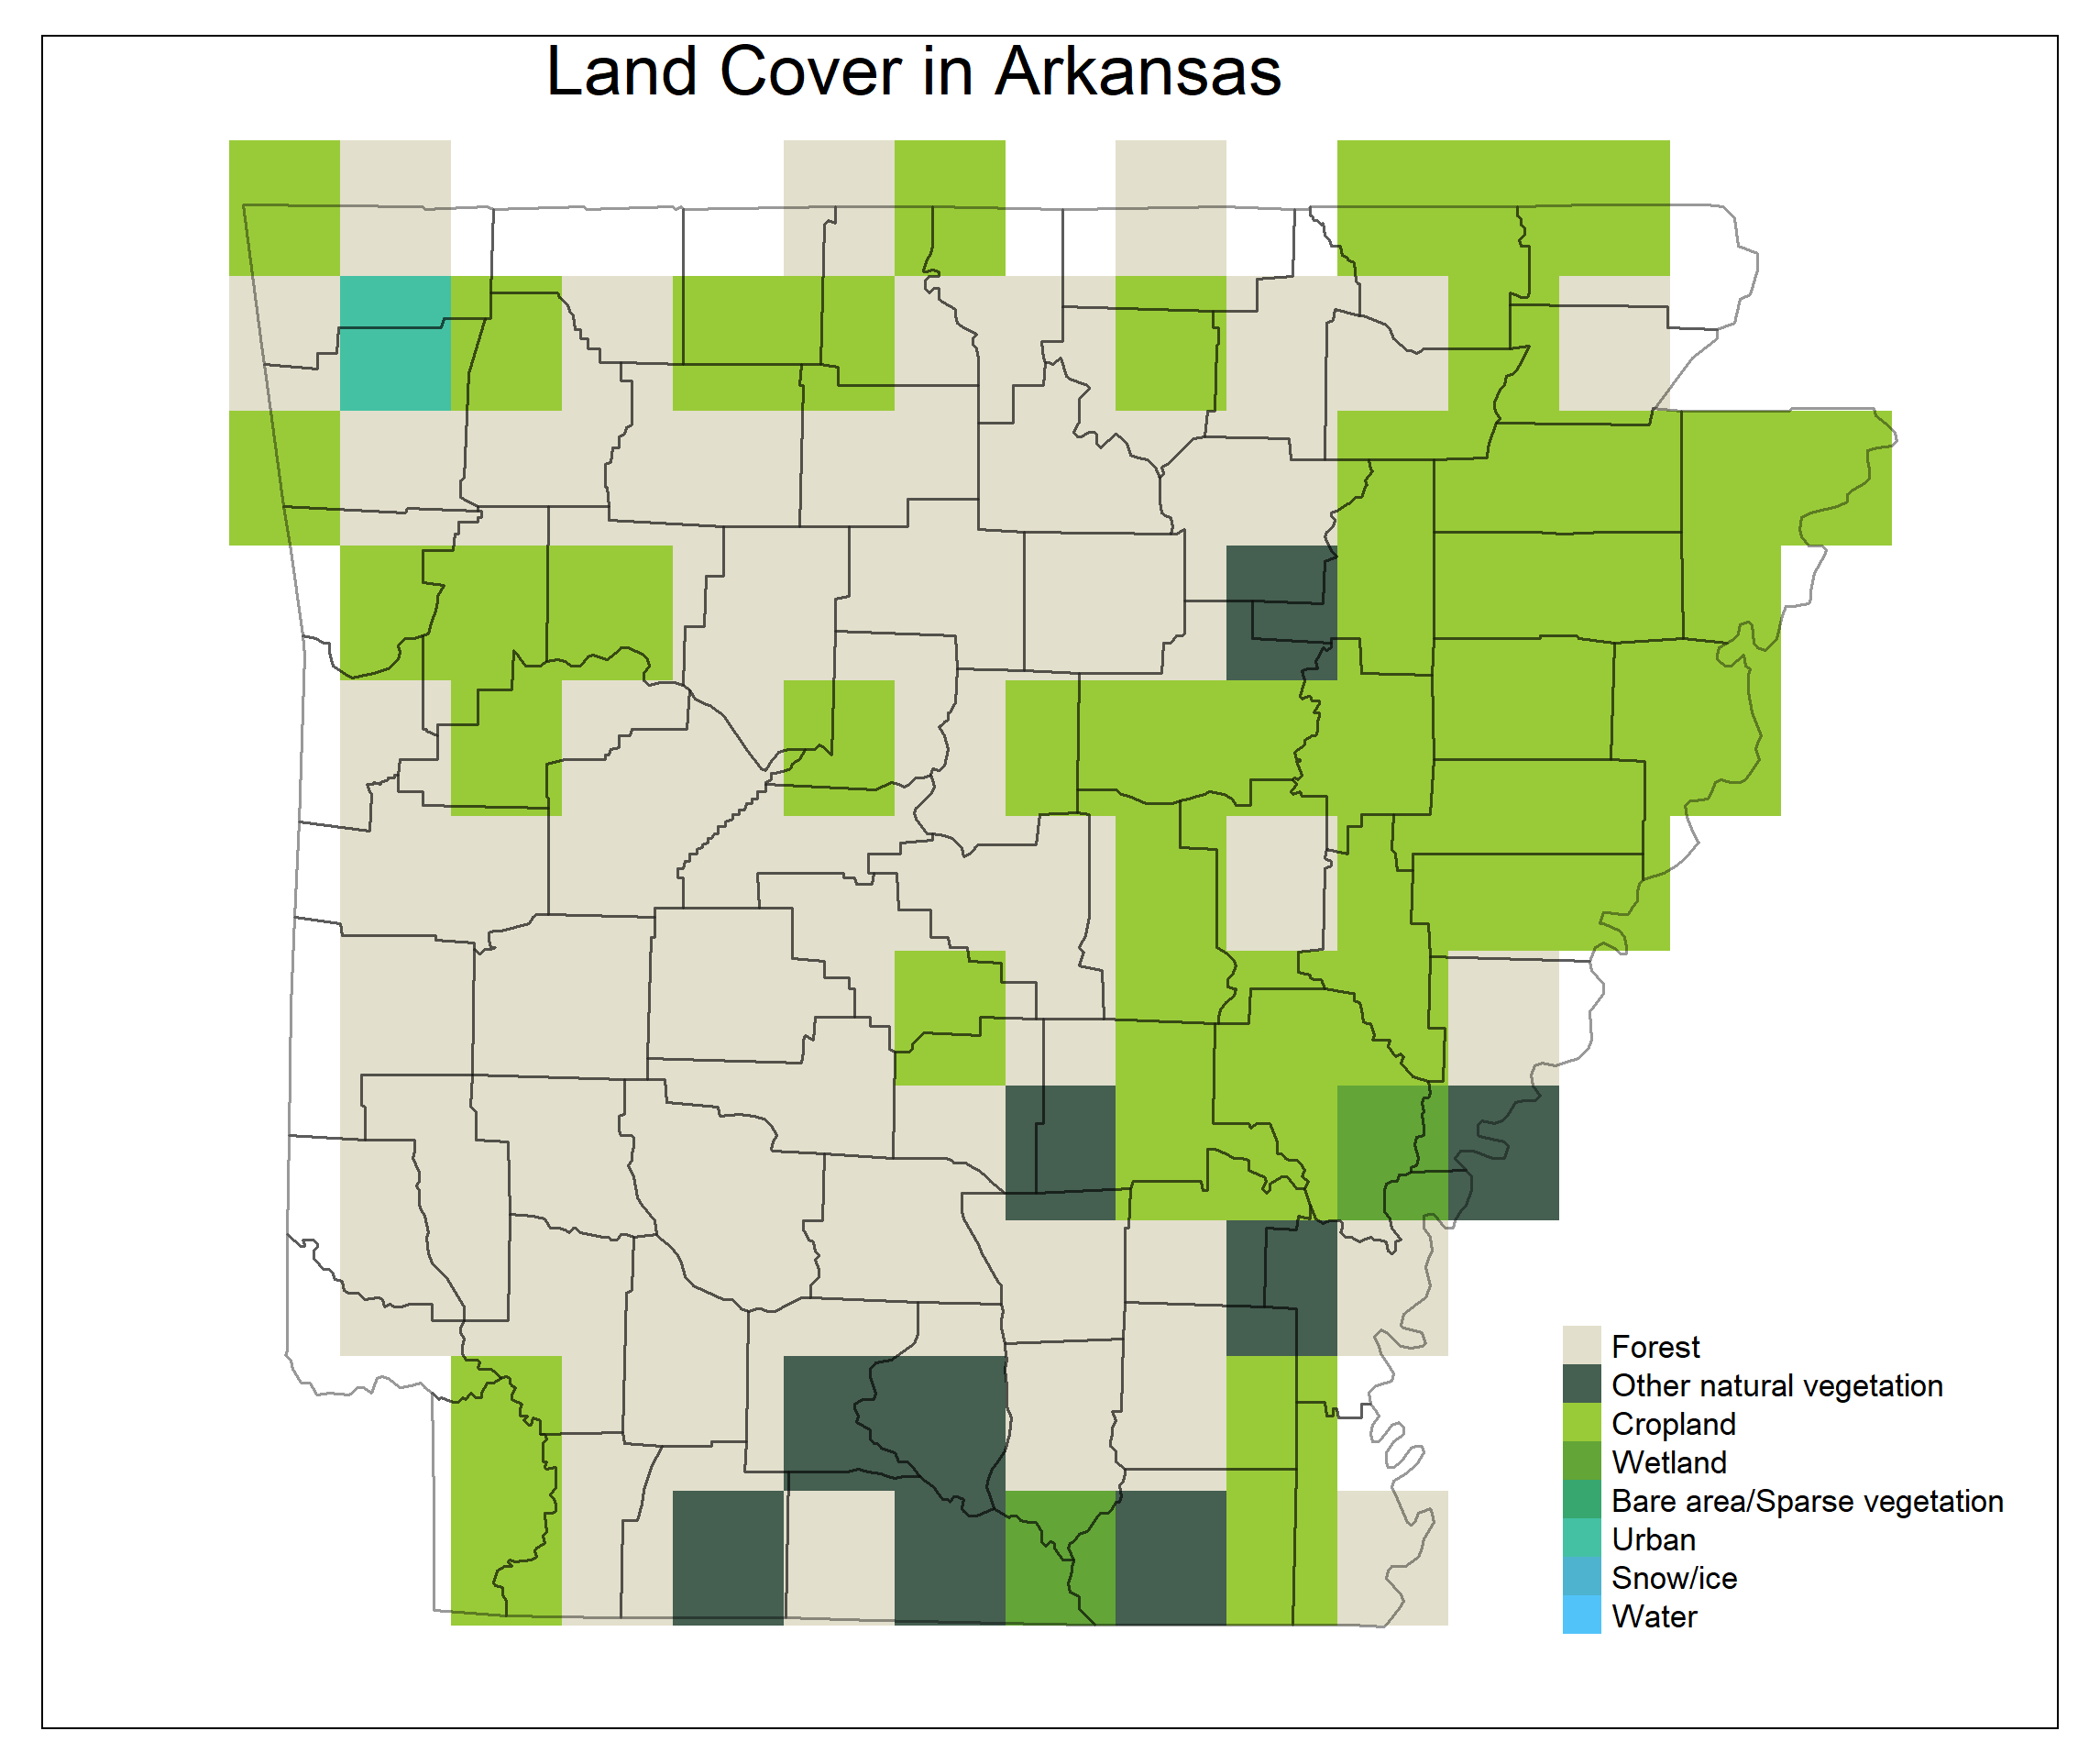 Land Cover in Arkansas
Forest
Other natural vegetation
Cropland
Wetland
Bare area/Sparse vegetation
Urban
Snow/ice
Water